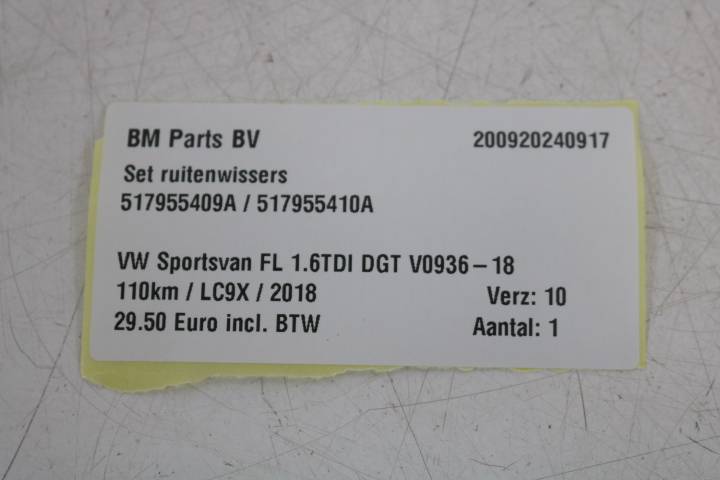 BM Parts BV 200920240917
Set ruitenwissers
517955409A / 517955410A
VW Sportsvan FL 1.6TDI DGT V0936-18
110km / LC9X / 2018 Verz: 10
29.50 Euro incl. BTW Aantal: 1